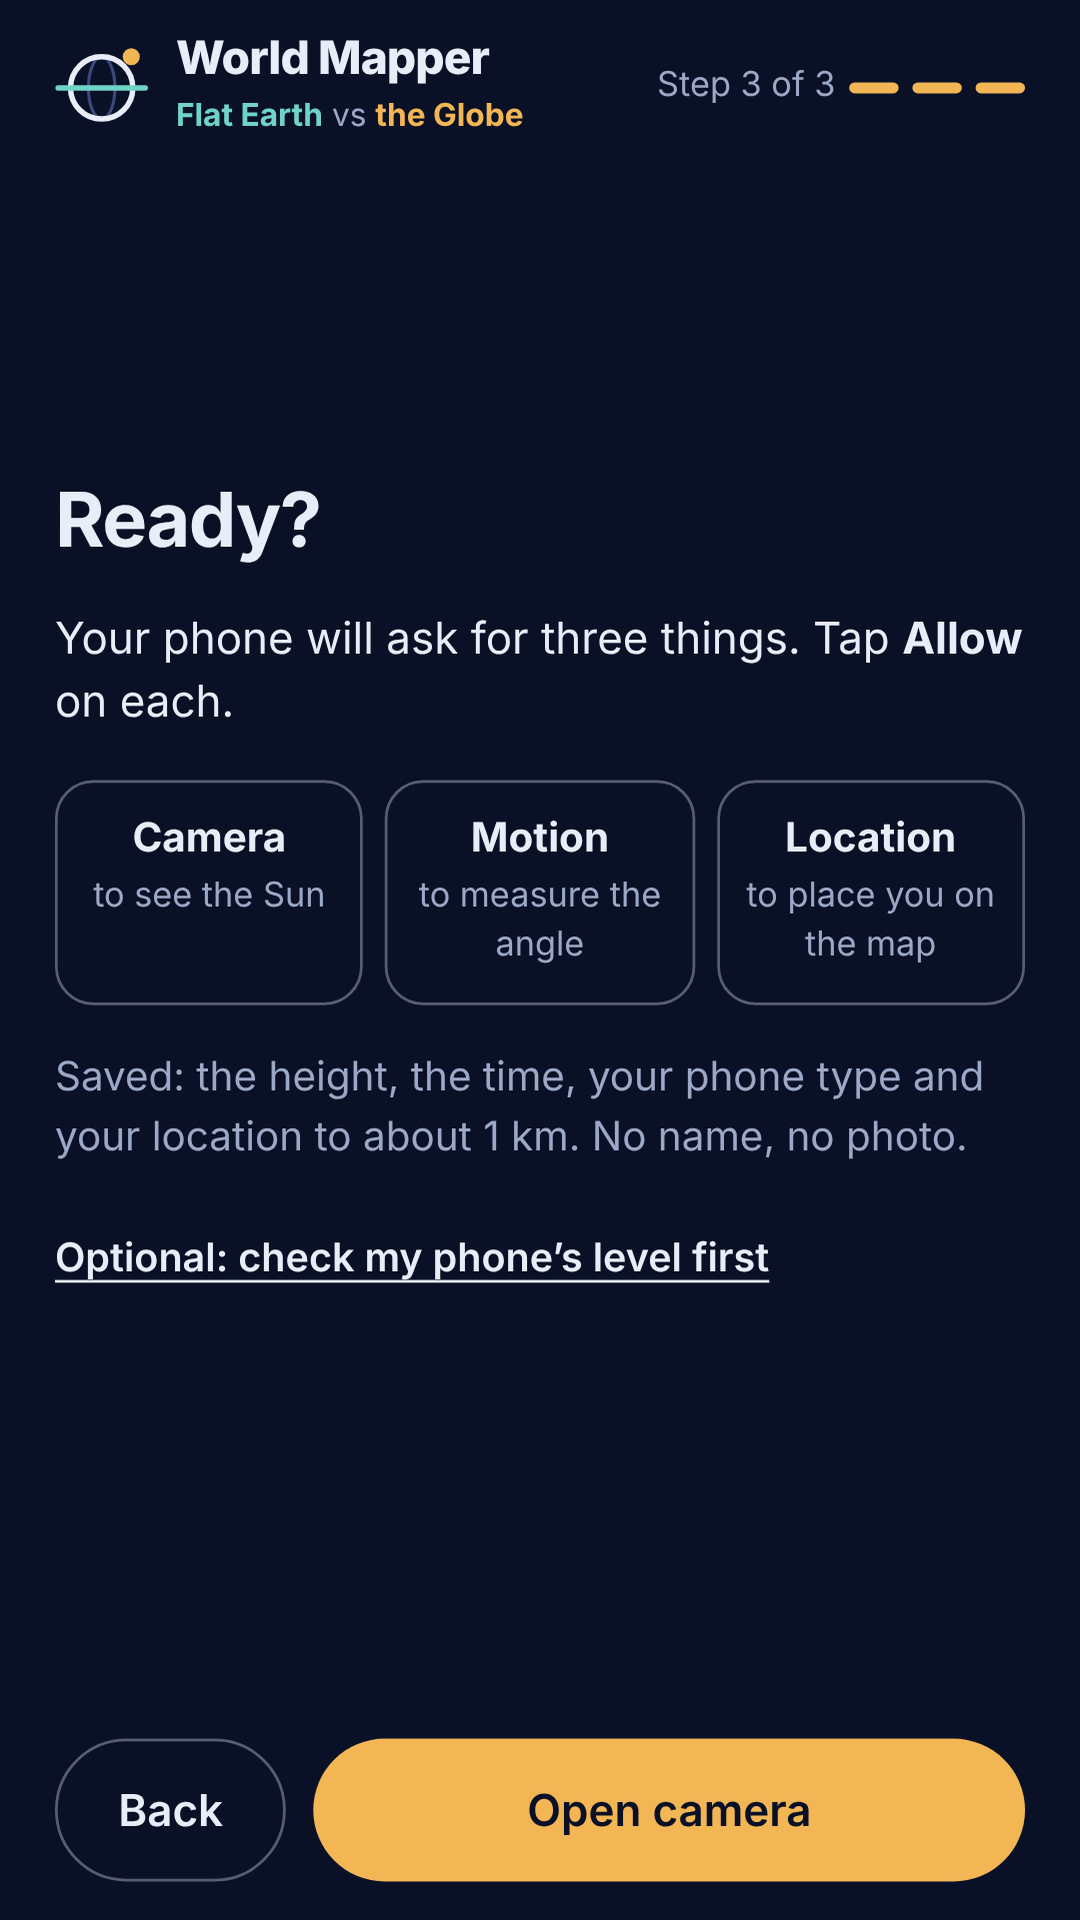 World Mapper
Flat Earth vs the Globe
Step 3 of 3
Ready?
Your phone will ask for three things. Tap Allow
on each.
Camera
to see the Sun
Motion
to measure the
angle
Location
to place you on
the map
Saved: the height, the time, your phone type and
your location to about 1 km. No name, no photo.
Optional: check my phone’s level first
Back
Open camera